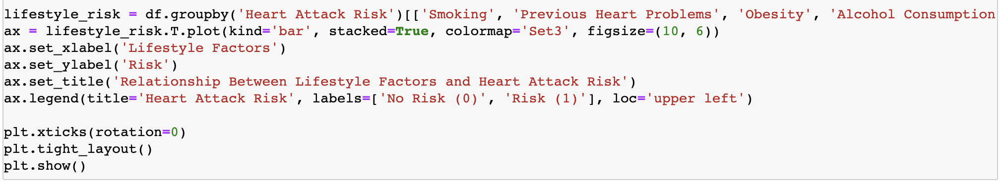 lifestyle_risk = df.groupby('Heart Attack Risk')[['Smoking', 'Previous Heart Problems', 'Obesity', 'Alcohol Consumption
ax = lifestyle_risk.T.plot(kind='bar', stacked=True, colormap='Set3', figsize=(10, 6))
ax.set_xlabel('Lifestyle Factors')
ax.set_ylabel('Risk')
ax.set_title('Relationship Between Lifestyle Factors and Heart Attack Risk')
ax.legend(title='Heart Attack Risk', labels=['No Risk (0)', 'Risk (1)'], loc='upper left')
plt.xticks(rotation=0)
plt.tight_layout()
plt.show()